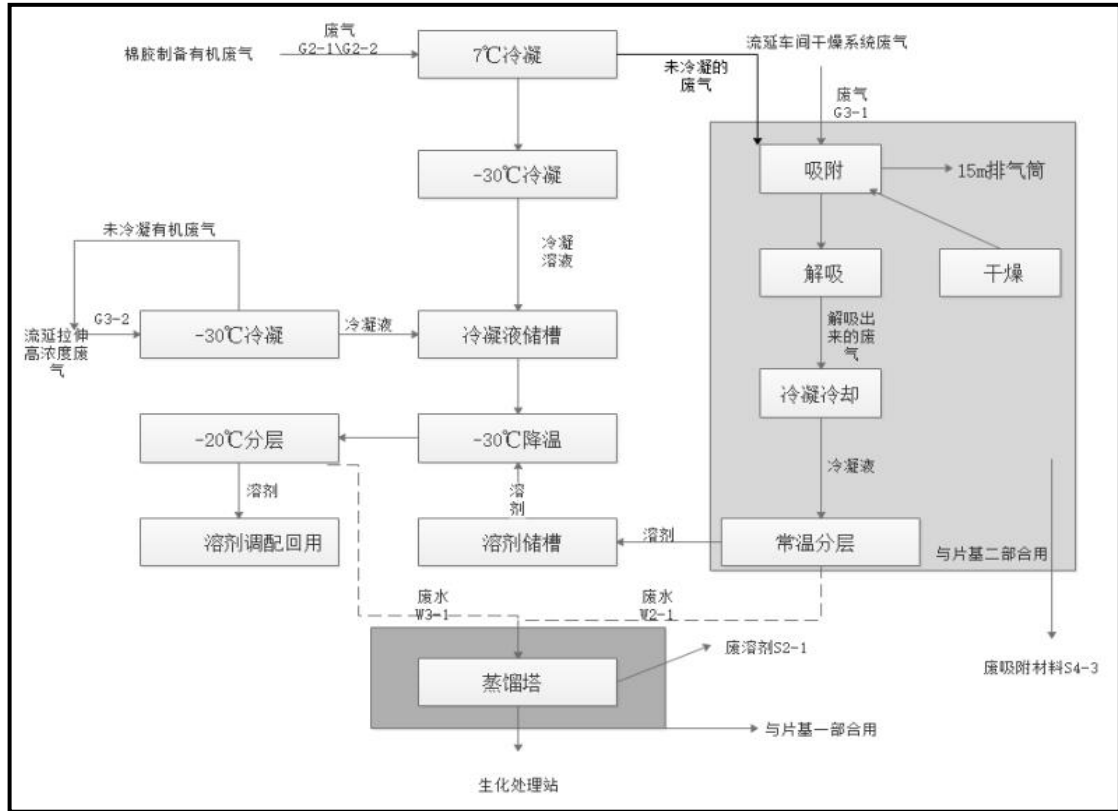 废气
G2-1\G2-2
棉胶制备有机废气
7℃冷凝
未冷凝的
废气
流延车间干燥系统废气
废气
G3-1
吸附
15m排气筒
-30℃冷凝
未冷凝有机废气
冷凝
溶液
解吸
干燥
G3-2
流延拉伸
高浓度废
气
-30℃冷凝
冷凝液
冷凝液储槽
解吸出
来的废
气
冷凝冷却
-20℃分层
-30℃降温
冷凝液
溶剂
溶
剂
溶剂调配回用
溶剂储槽
溶剂
常温分层
与片基二部合用
废水
W3-1
废水
W2-1
废溶剂S2-1
蒸馏塔
废吸附材料S4-3
与片基一部合用
生化处理站